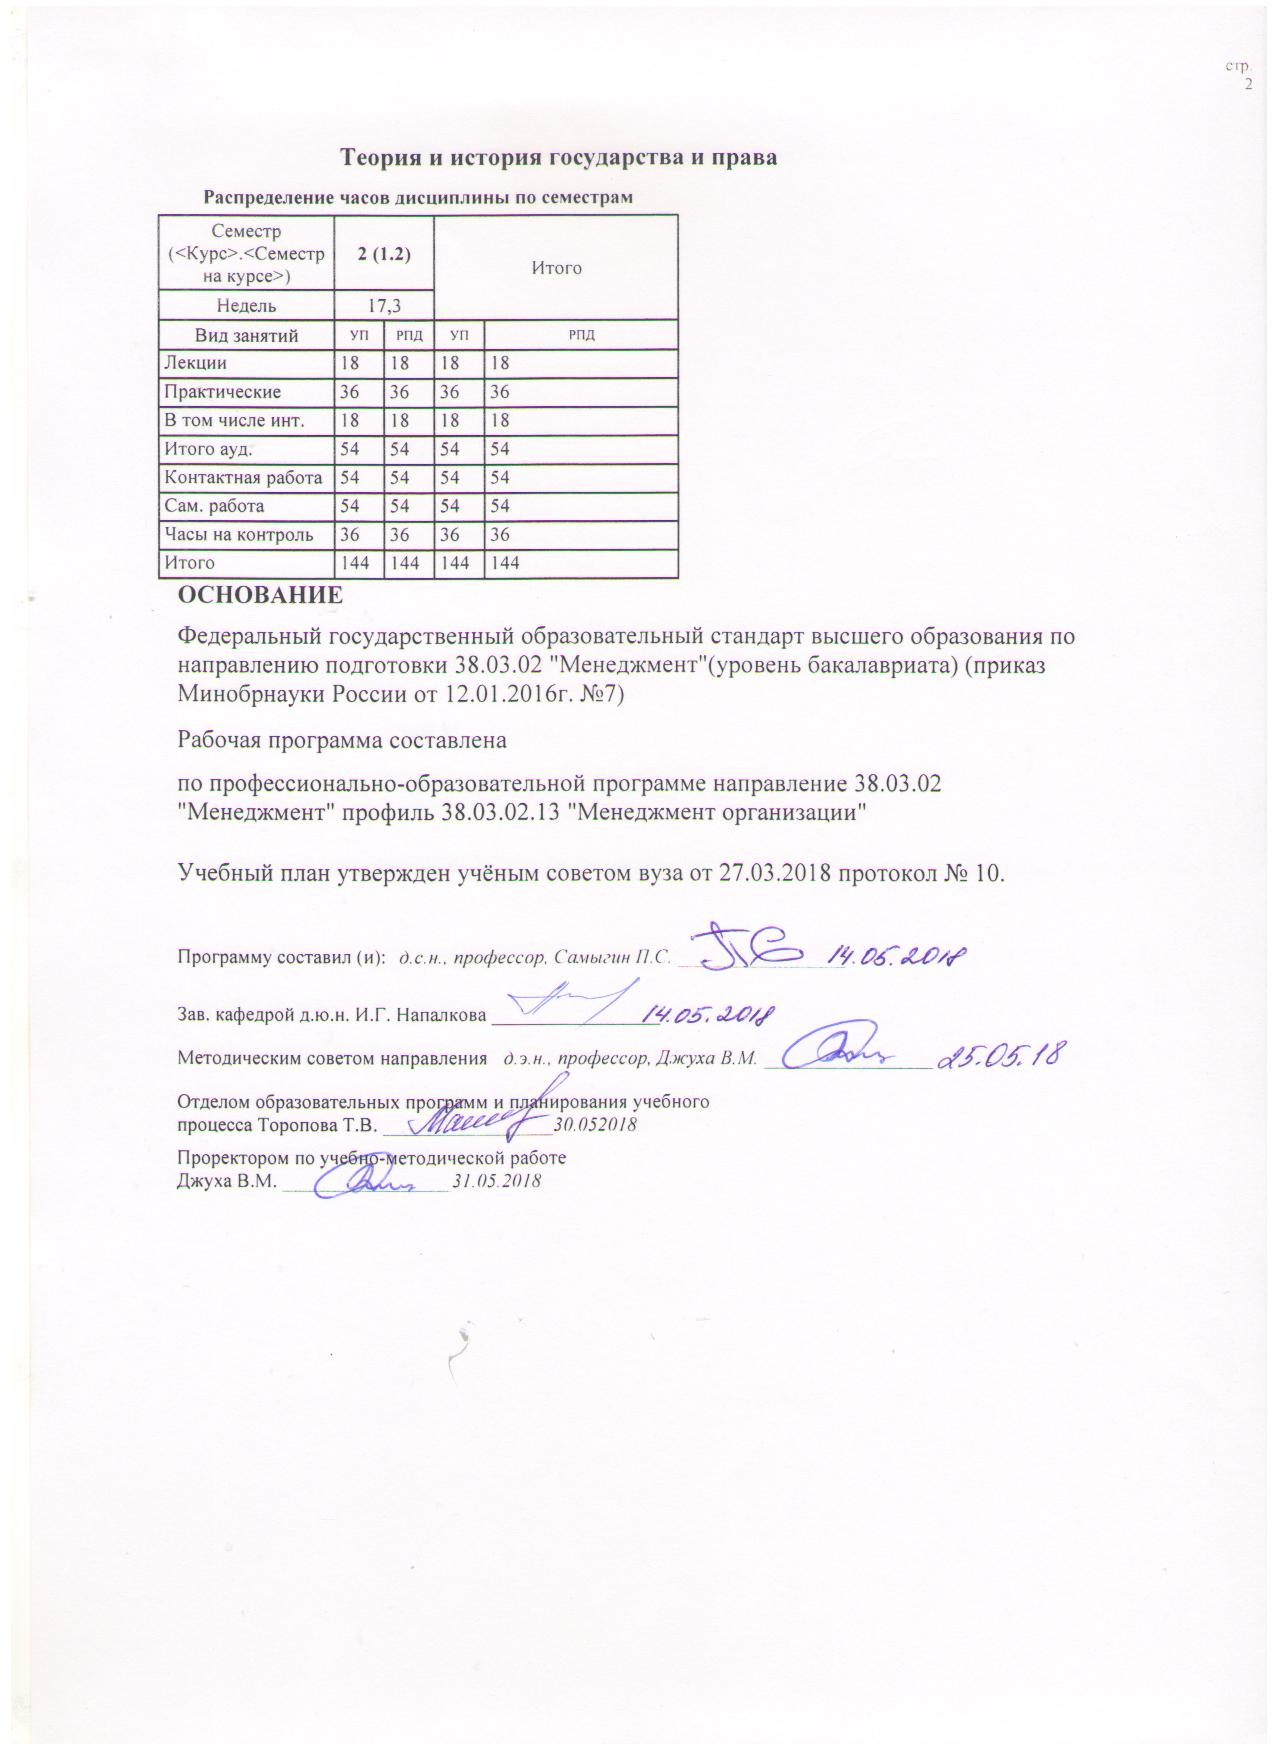 стр.
2
Теория и история государства и права
Распределение часов дисциплины по семестрам
Семестр
(<Курс>.<Семестр
на курсе>)
2 (1.2)
Итого
Недель 17,3
Вид занятий УП РПД УП РПД
Лекции 18 18 18 18
Практические 36 36 36 36
В том числе инт. 18 18 18 18
Итого ауд. 54 54 54 54
Контактная работа 54 54 54 54
Сам. работа 54 54 54 54
Часы на контроль 36 36 36 36
Итого 144 144 144 144
ОСНОВАНИЕ
Федеральный государственный образовательный стандарт высшего образования по
направлению подготовки 38.03.02 "Менеджмент"(уровень бакалавриата) (приказ
Минобрнауки России от 12.01.2016г. №7)
Рабочая программа составлена
по профессионально-образовательной программе направление 38.03.02
"Менеджмент" профиль 38.03.02.13 "Менеджмент организации"
Учебный план утвержден учёным советом вуза от 27.03.2018 протокол № 10.
Программу составил (и): д.с.н., профессор, Самыгин П.С. 14.05.2018
Зав. кафедрой д.ю.н. И.Г. Напалкова 14.05.2018
Методическим советом направления д.э.н., профессор, Джуха В.М. 25.05.18
Отделом образовательных программ и планирования учебного
процесса Торопова Т.В. 30.052018
Проректором по учебно-методической работе
Джуха В.М. 31.05.2018